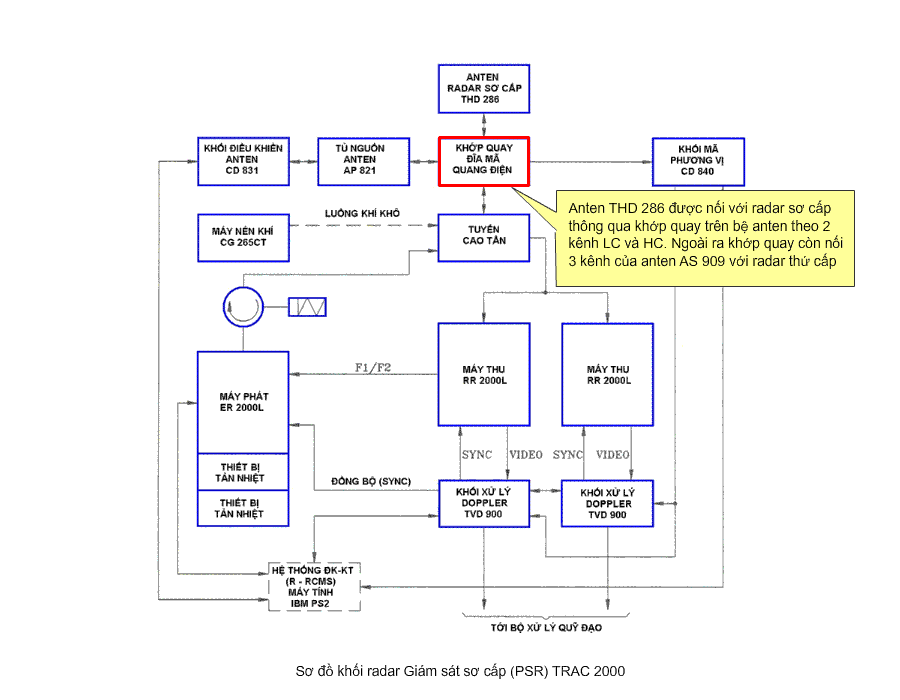 ANTEN
RADAR SƠ CẤP
THD 286
KHỐI ĐIỀU KHIỂN
ANTEN
CD 831
TỦ NGUỒN
ANTEN
AP 821
KHỚP QUAY
ĐĨA MÃ
QUANG ĐIỆN
KHỐI MÃ
PHƯƠNG VỊ
CD 840
Anten THD 286 được nối với radar sơ cấp
thông qua khớp quay trên bệ anten theo 2
kênh LC và HC. Ngoài ra khớp quay còn nối
3 kênh của anten AS 909 với radar thứ cấp
MÁY NÉN KHÍ
CG 265CT
LUỒNG KHÍ KHÔ
TUYẾN
CAO TẦN
MÁY PHÁT
ER 2000L
F1/F2
MÁY THU
RR 2000L
MÁY THU
RR 2000L
SYNC
VIDEO
SYNC
VIDEO
THIẾT BỊ
TẢN NHIỆT
THIẾT BỊ
TẢN NHIỆT
ĐỒNG BỘ (SYNC)
KHỐI XỬ LÝ
DOPPLER
TVD 900
KHỐI XỬ LÝ
DOPPLER
TVD 900
HỆ THỐNG ĐK-KT
(R - RCMS)
MÁY TÍNH
IBM PS2
TỚI BỘ XỬ LÝ QUỸ ĐẠO
Sơ đồ khối radar Giám sát sơ cấp (PSR) TRAC 2000